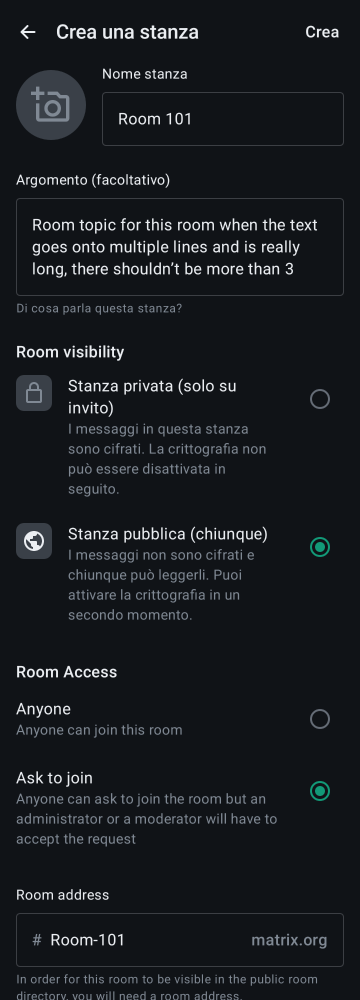 Crea una stanza
Crea
Nome stanza
Room 101
Argomento (facoltativo)
Room topic for this room when the text
goes onto multiple lines and is really
long, there shouldn't be more than 3
Di cosa parla questa stanza?
Room visibility
Stanza privata (solo su
invito)
I messaggi in questa stanza
sono cifrati. La crittografia non
può essere disattivata in
seguito.
Stanza pubblica (chiunque)
I messaggi non sono cifrati e
chiunque può leggerli. Puoi
attivare la crittografia in un
secondo momento.
Room Access
Anyone
Anyone can join this room
Ask to join
Anyone can ask to join the room but an
administrator or a moderator will have to
accept the request
Room address
# Room-101 matrix.org
In order for this room to be visible in the public room
directory, you will need a room address.